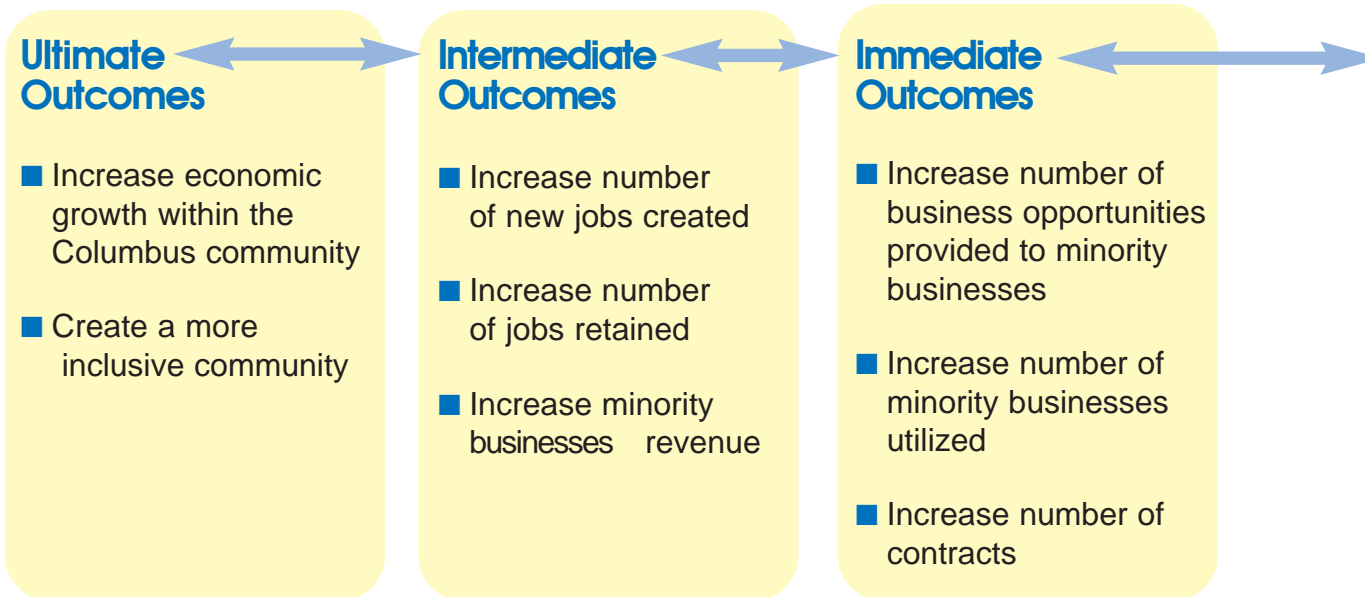 Ultimate
Outcomes
■ Increase economic
growth within the
Columbus community
■ Create a more
inclusive community
Intermediate
Outcomes
■ Increase number
of new jobs created
■ Increase number
of jobs retained
■ Increase minority
businesses revenue
Immediate
Outcomes
■ Increase number of
business opportunities
provided to minority
businesses
■ Increase number of
minority businesses
utilized
■ Increase number of
contracts